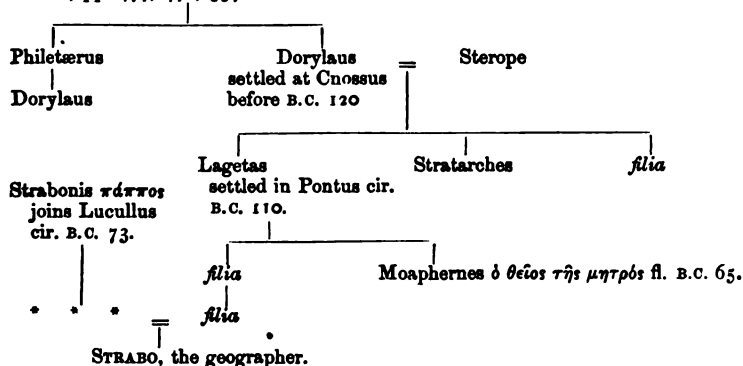 Philetærus Dorylaus = Sterope
settled at Cnossus
Dorylaus before B.C. 120
Lagetas Stratarches filia
Strabonis πάππος settled in Pontus cir.
joins Lucullus B.C. 110.
cir. B.C. 73.
filia Moaphernes ὁ θεῖος τῆς μητρός fl. B.C. 65.
* * * = filia
STRABO, the geographer.